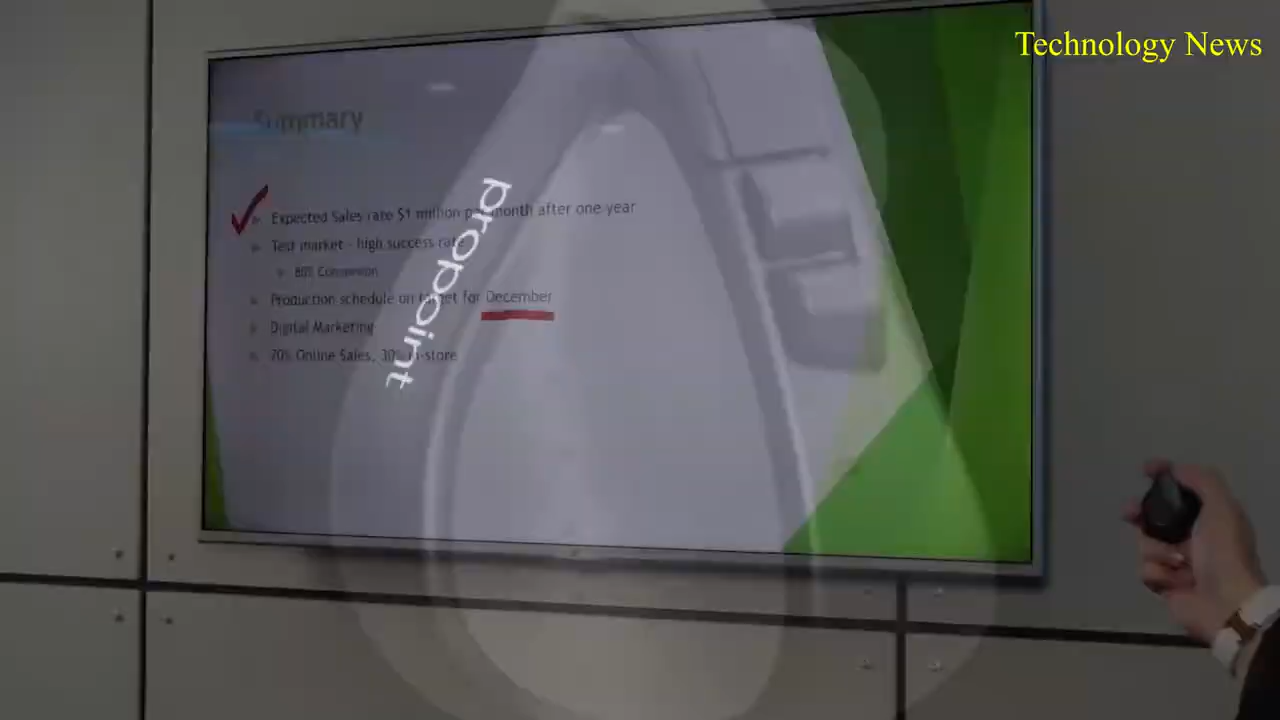 Technology News
Summary
Expected Sales rate $1 million per month after one year
Test market - high success rate
80% Conversion
Production schedule on target for December
Digital Marketing
70% Online Sales, 30% in-store
propoint